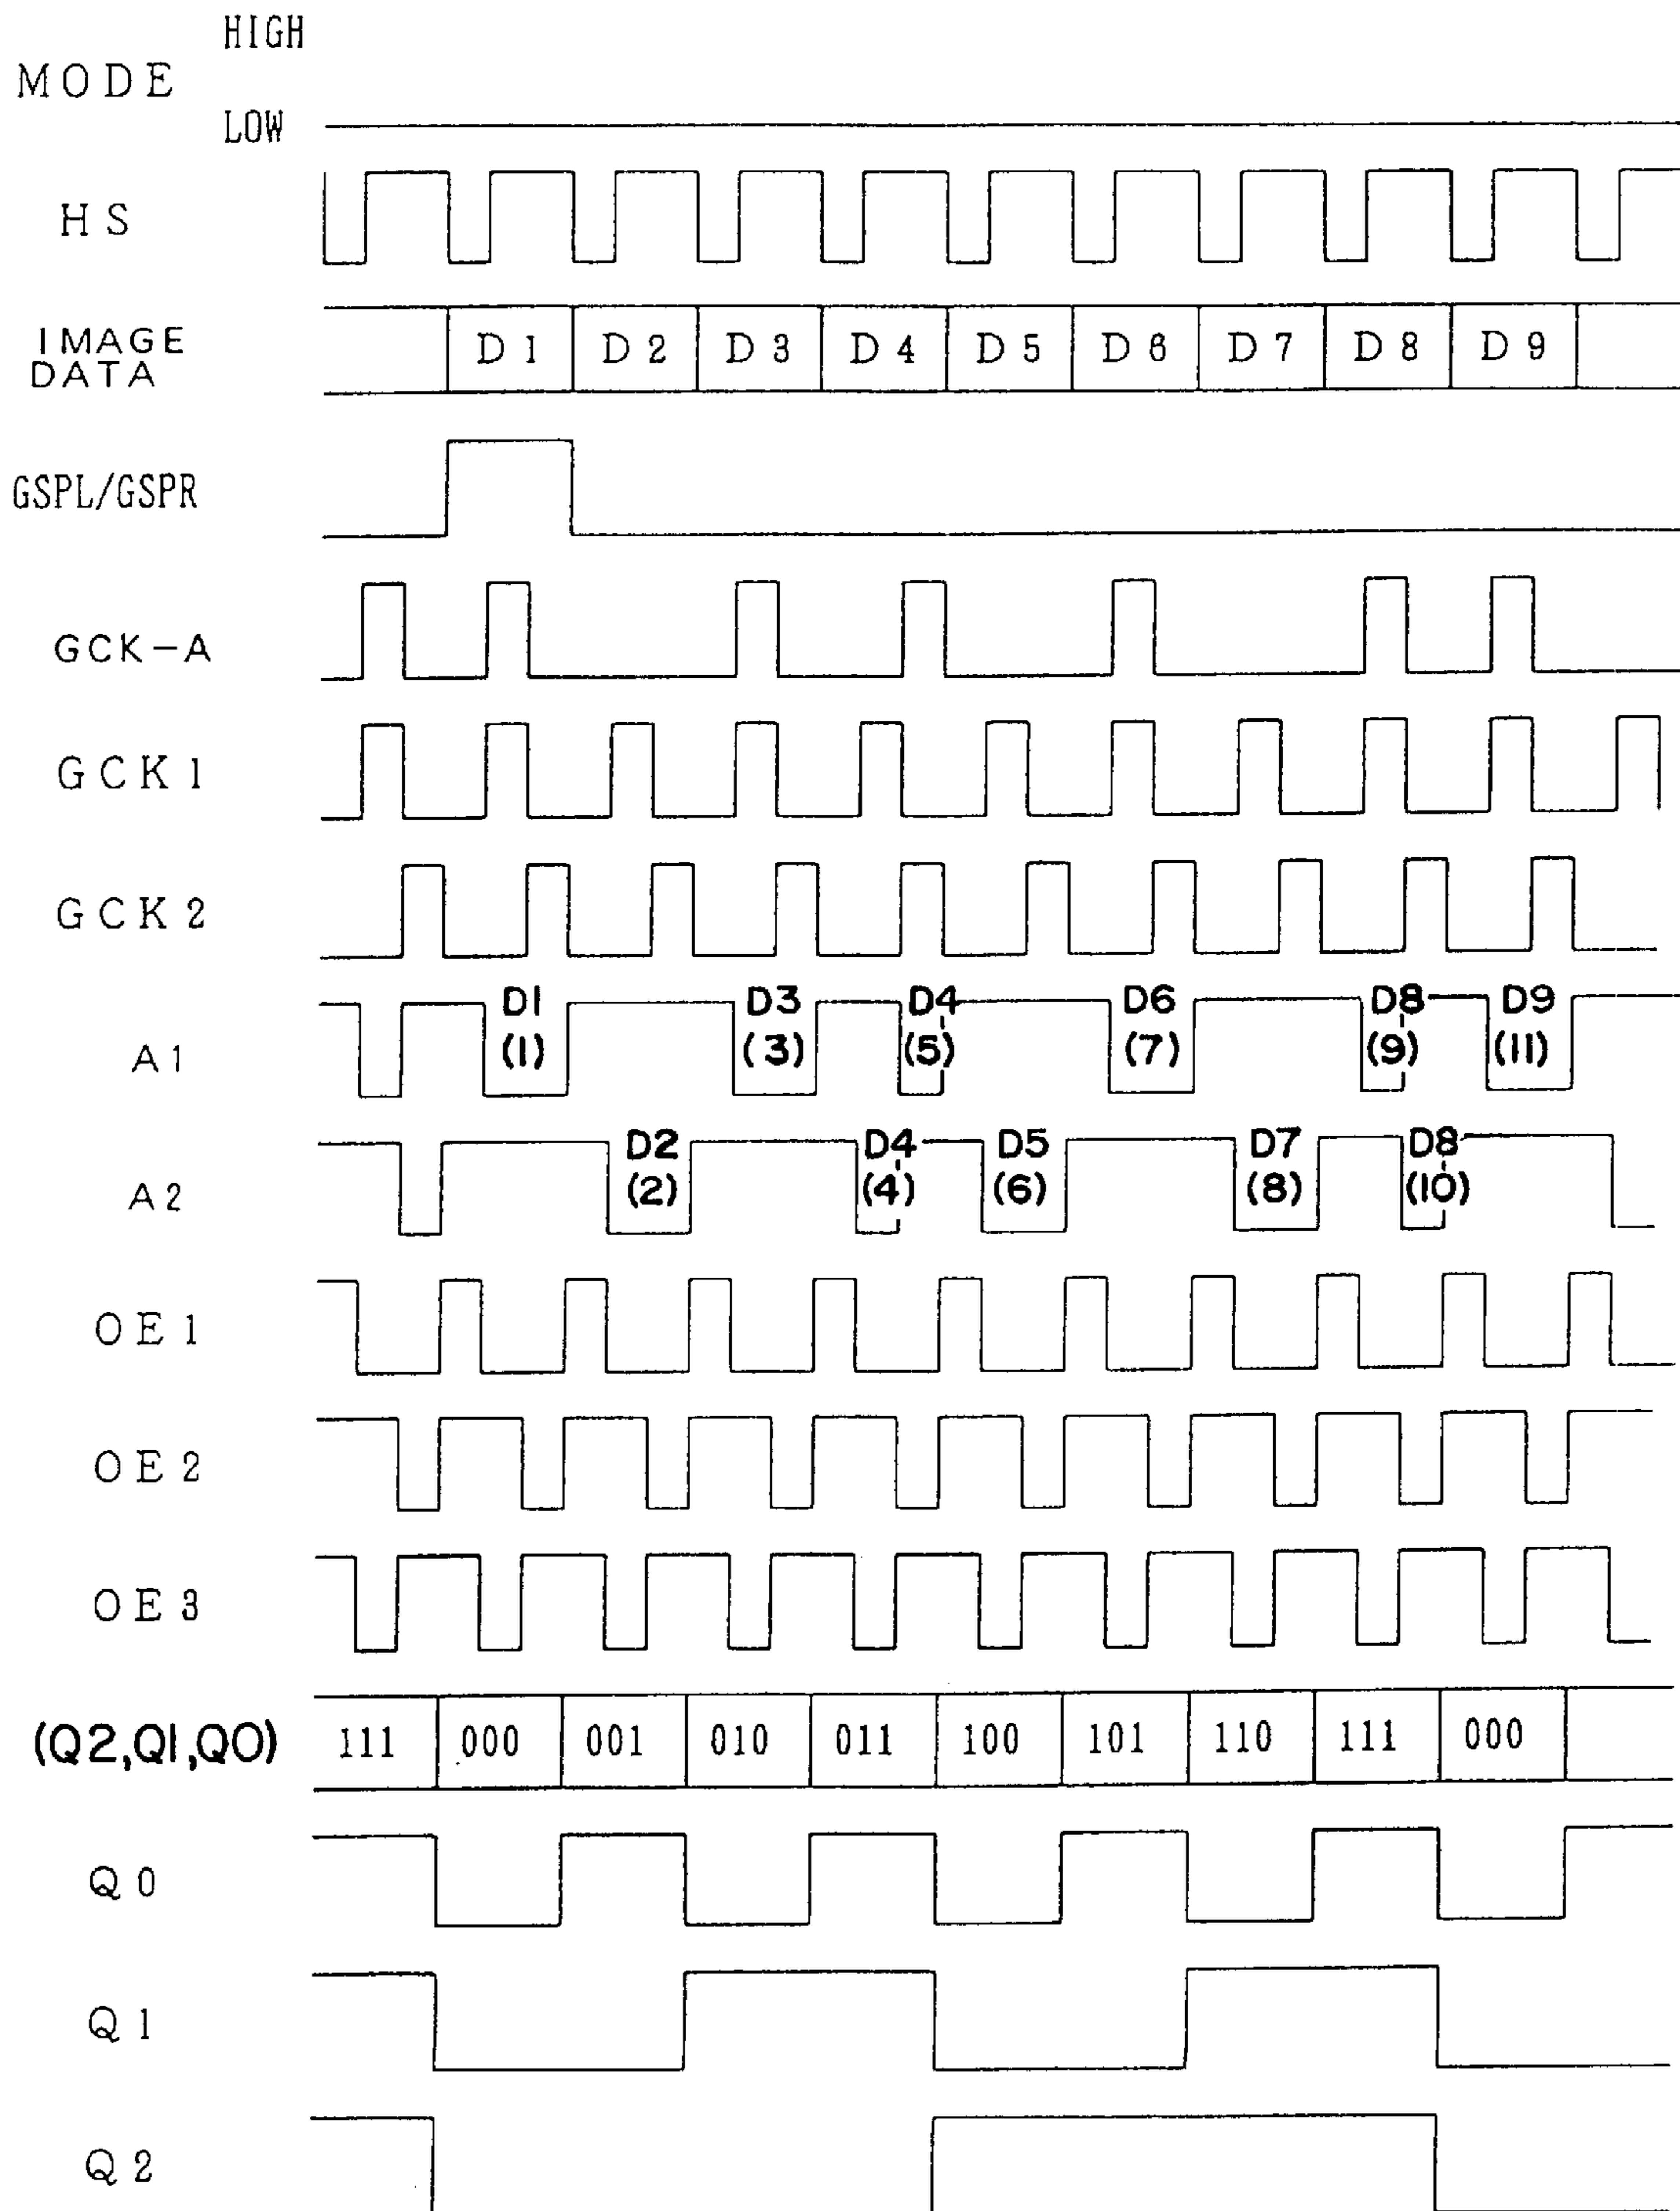 HIGH
MODE
LOW
HS
IMAGE
DATA
D1 D2 D3 D4 D5 D6 D7 D8 D9
GSPL/GSPR
GCK-A
GCK1
GCK2
D1 D3 D4 D6 D8 D9
A1
(1) (3) (5) (7) (9) (11)
D2 D4 D5 D7 D8
A2
(2) (4) (6) (8) (10)
OE1
OE2
OE3
(Q2,Q1,Q0) 111 000 001 010 011 100 101 110 111 000
Q0
Q1
Q2